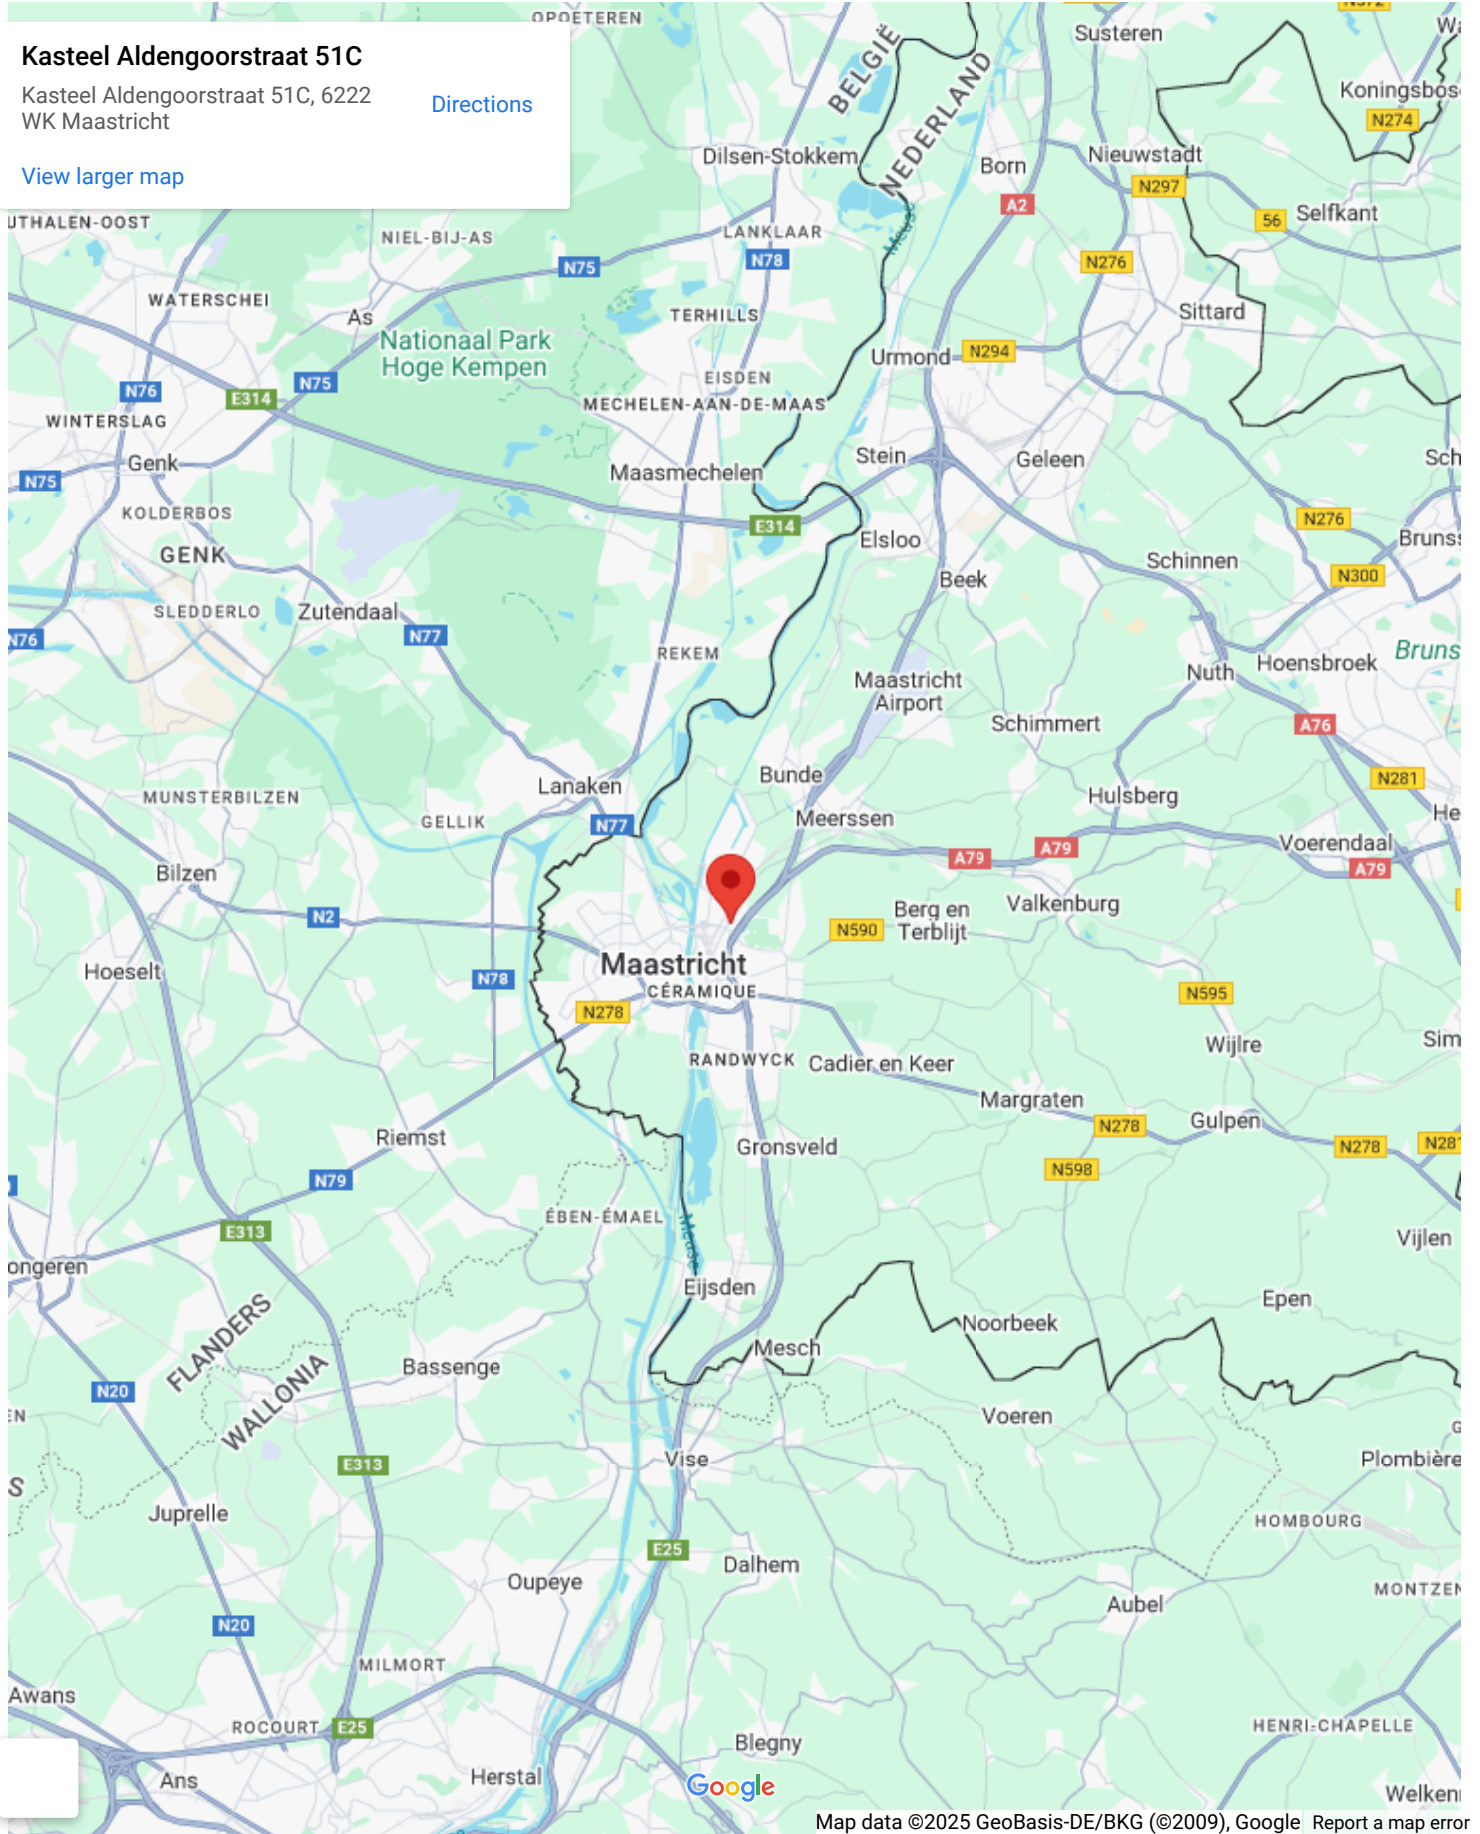 Kasteel Aldengoorstraat 51C
Kasteel Aldengoorstraat 51C, 6222
WK Maastricht
Directions
View larger map
OPOETEREN
BELGIË
NEDERLAND
Susteren
Koningsbos
N274
Dilsen-Stokkem
Born
Nieuwstadt
N297
A2
56
Selfkant
UTHALEN-OOST
NIEL-BIJ-AS
LANKLAAR
Meuse
N75
N78
N276
WATERSCHEI
As
TERHILLS
Sittard
Nationaal Park
Hoge Kempen
Urmond
N294
N76
N75
E314
EISDEN
MECHELEN-AAN-DE-MAAS
WINTERSLAG
Genk
Maasmechelen
Stein
Geleen
Sch
N75
KOLDERBOS
E314
N276
GENK
Elsloo
Brunss
Beek
Schinnen
N300
SLEDDERLO
Zutendaal
N76
N77
REKEM
Bruns
Hoensbroek
Nuth
Maastricht
Airport
Schimmert
A76
Lanaken
Bunde
N281
MUNSTERBILZEN
GELLIK
N77
Meerssen
Hulsberg
He
Voerendaal
A79
A79
A79
Bilzen
N2
Valkenburg
Berg en
Terblijt
N590
Hoeselt
Maastricht
N78
CÉRAMIQUE
N278
N595
RANDWYCK
Cadier en Keer
Wijlre
Sim
Margraten
N278
Gulpen
N278
N281
Riemst
Gronsveld
N598
N79
ÉBEN-ÉMAEL
Meuse
E313
Vijlen
ongeren
Eijsden
Epen
FLANDERS
WALLONIA
Noorbeek
Mesch
Bassenge
N20
EN
Voeren
Vise
E313
Plombière
S
Juprelle
HOMBOURG
E25
Dalhem
Oupeye
MONTZEN
Aubel
N20
MILMORT
Awans
ROCOURT
E25
HENRI-CHAPELLE
Blegny
Ans
Herstal
Google
Welken
Map data ©2025 GeoBasis-DE/BKG (©2009), Google
Report a map error